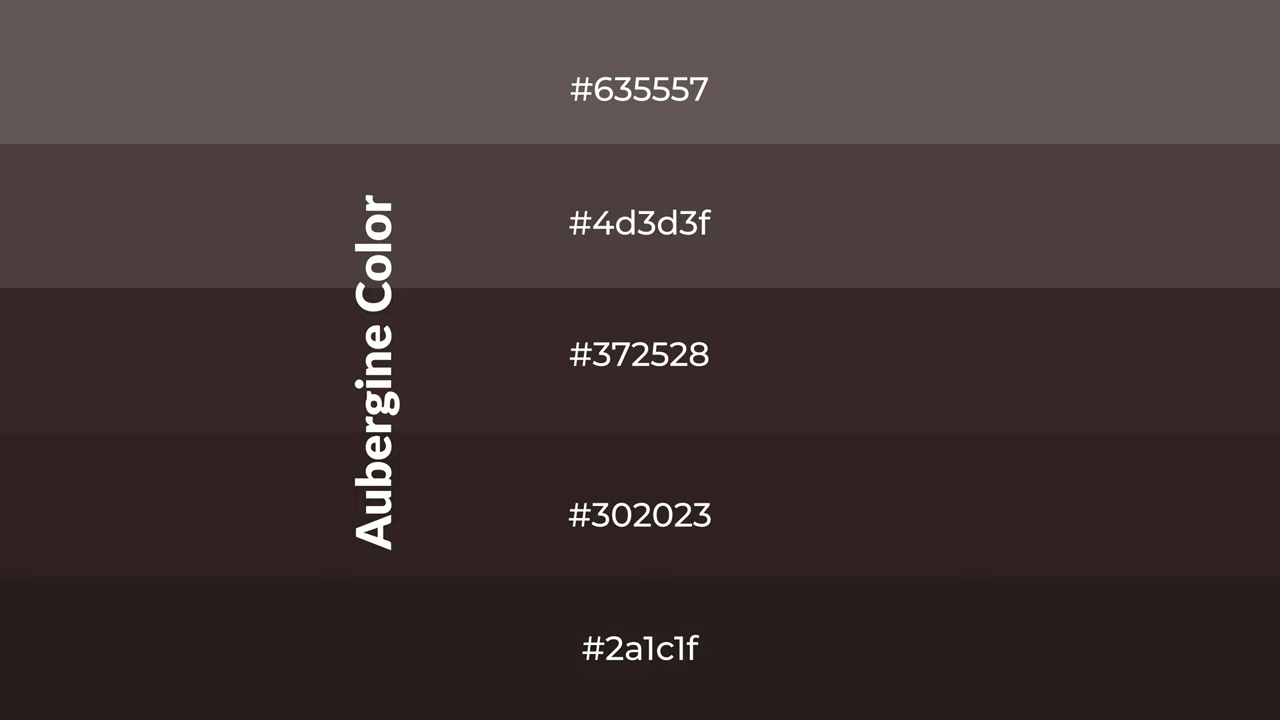 Aubergine Color
#635557
#4d3d3f
#372528
#302023
#2a1c1f